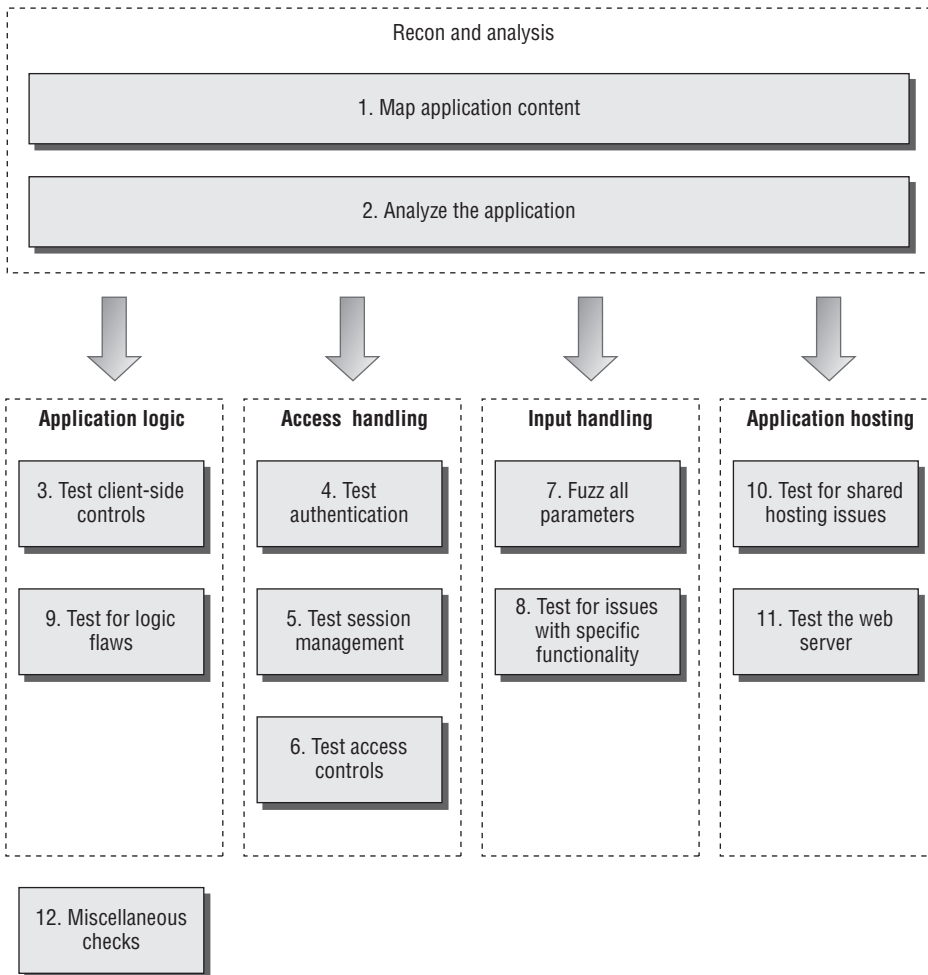 Recon and analysis
1. Map application content
2. Analyze the application
Application logic
3. Test client-side
controls
9. Test for logic
flaws
Access handling
4. Test
authentication
5. Test session
management
6. Test access
controls
Input handling
7. Fuzz all
parameters
8. Test for issues
with specific
functionality
Application hosting
10. Test for shared
hosting issues
11. Test the web
server
12. Miscellaneous
checks